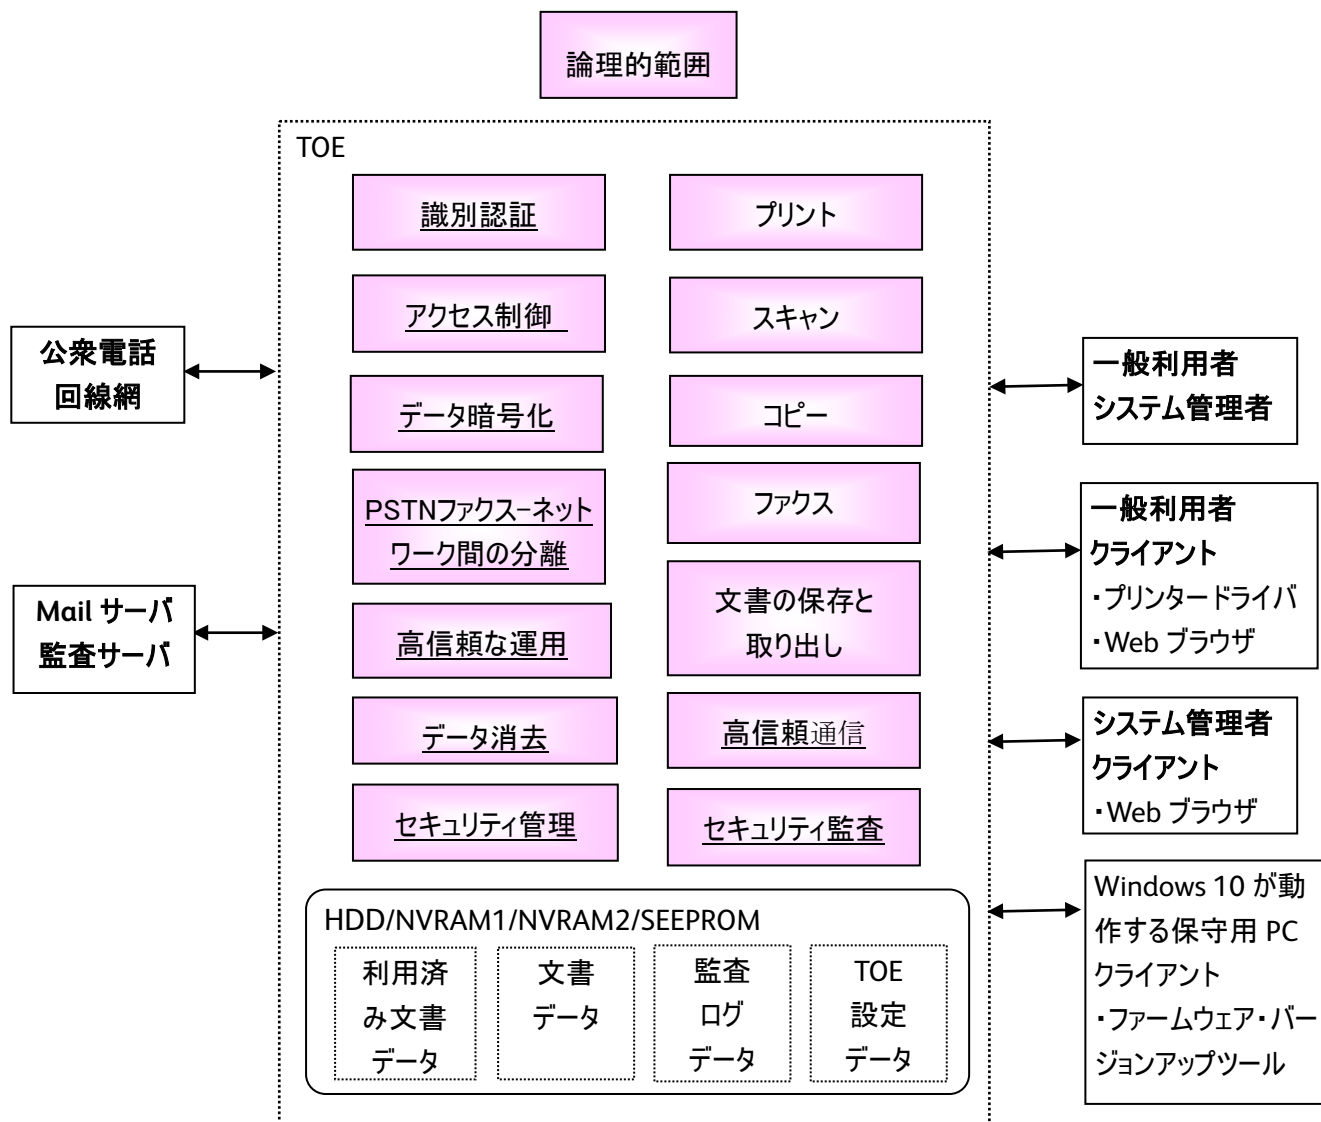 論理的範囲
TOE
識別認証
プリント
アクセス制御
スキャン
データ暗号化
コピー
PSTNファクス-ネット
ワーク間の分離
ファクス
高信頼な運用
文書の保存と
取り出し
データ消去
高信頼通信
セキュリティ管理
セキュリティ監査
HDD/NVRAM1/NVRAM2/SEEPROM
利用済
み文書
データ
文書
データ
監査
ログ
データ
TOE
設定
データ
公衆電話
回線網
Mail サーバ
監査サーバ
一般利用者
システム管理者
一般利用者
クライアント
・プリンタードライバ
・Web ブラウザ
システム管理者
クライアント
・Web ブラウザ
Windows 10 が動
作する保守用 PC
クライアント
・ファームウェア・バー
ジョンアップツール